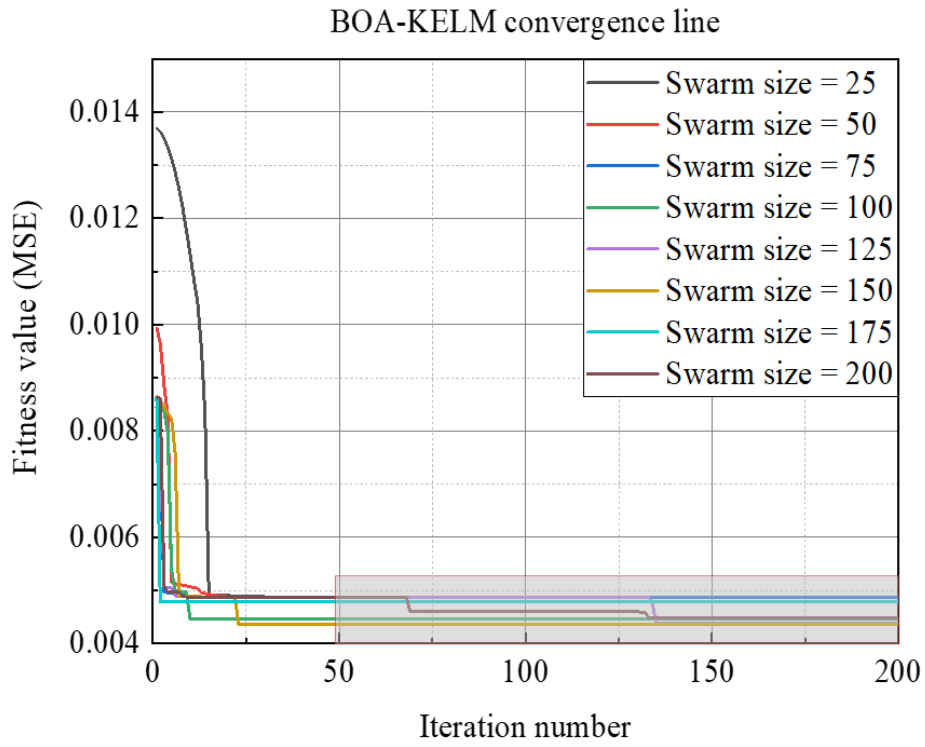 BOA-KELM convergence line
Swarm size = 25
Swarm size = 50
Swarm size = 75
Swarm size = 100
Swarm size = 125
Swarm size = 150
Swarm size = 175
Swarm size = 200
Fitness value (MSE)
0.014
0.012
0.010
0.008
0.006
0.004
0
50
100
150
200
Iteration number